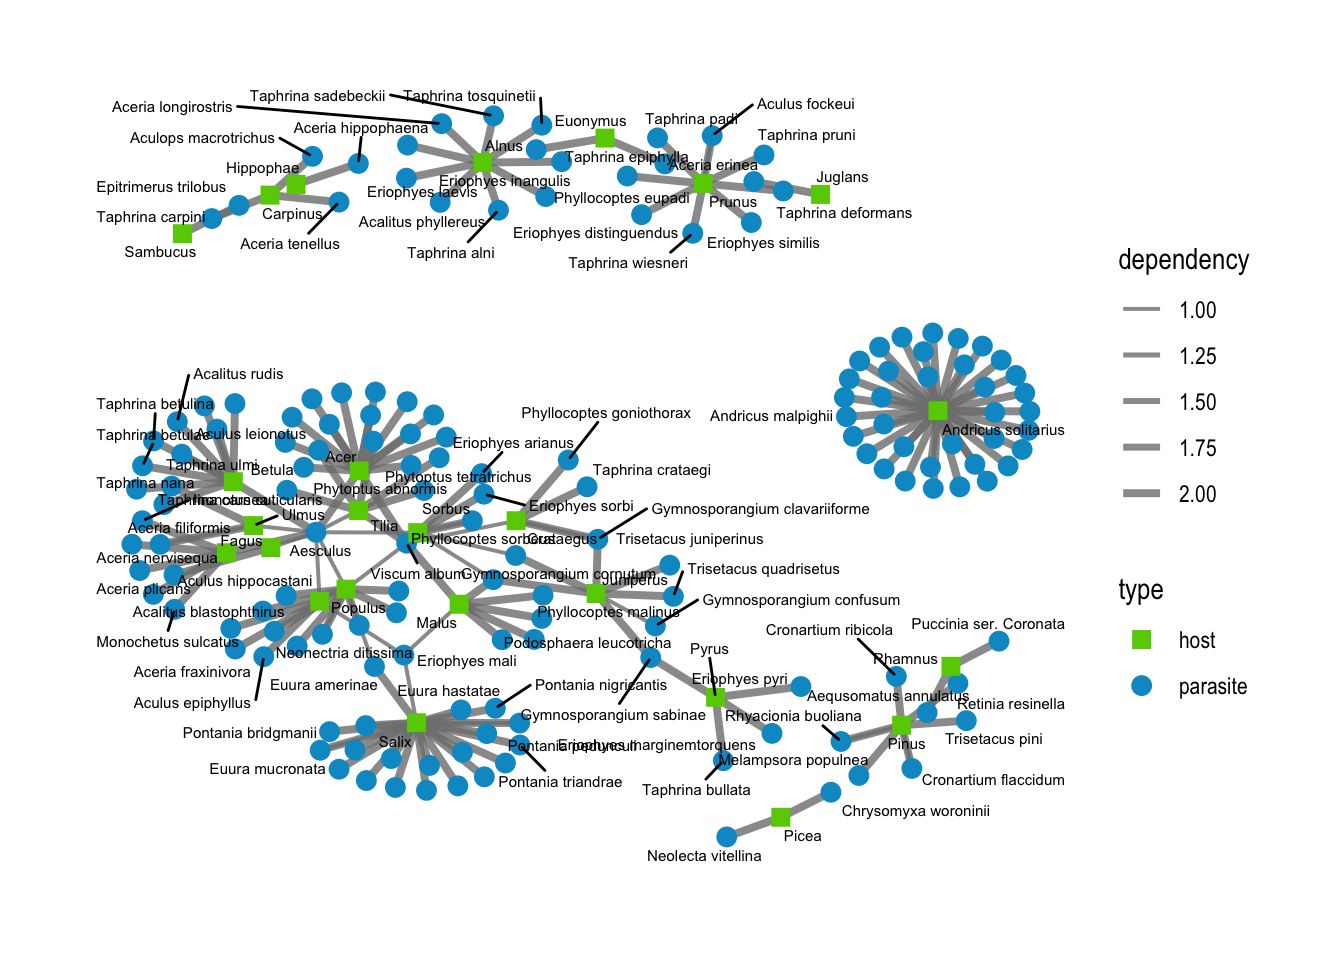 Taphrina sadebeckii
Taphrina tosquinetii
Aceria longirostris
Aculus fockeui
Aceria hippophaena
Euonymus
Taphrina padi
Aculops macrotrichus
Taphrina pruni
Alnus
Hippophae
Taphrina epiphylla
Aceria erinea
Juglans
Epitrimerus trilobus
Eriophyes laevis
Eriophyes inangulis
Phyllocoptes eupadi
Prunus
Taphrina carpini
Carpinus
Acalitus phyllereus
Taphrina deformans
Sambucus
Aceria tenellus
Taphrina alni
Eriophyes distinguendus
Eriophyes similis
Taphrina wiesneri
dependency
1.00
1.25
1.50
1.75
2.00
Acalitus rudis
Taphrina betulina
Phyllocoptes goniothorax
Andricus malpighii
Andricus solitarius
Taphrina betulae
Aculus leionotus
Eriophyes arianus
Taphrina ulmi
Betula
Acer
Taphrina crataegi
Phytoptus tetratrichus
Taphrina nana
Phytoptus abnormis
Taphrina carnea
Sorbus
Eriophyes sorbi
Gymnosporangium clavariiforme
Ulmus
Aceria filiformis
Tilia
Fagus
Aesculus
Phyllocoptes sorbeus
Crataegus
Trisetacus juniperinus
Aceria nervisequa
Viscum album
Gymnosporangium cornutum
Juniperus
Trisetacus quadrisetus
Aceria plicans
Aculus hippocastani
Acalitus blastophthirus
Populus
Malus
Phyllocoptes malinus
Gymnosporangium confusum
Monochetus sulcatus
Neonectria ditissima
Podosphaera leucotricha
Pyrus
Cronartium ribicola
Puccinia ser. Coronata
Aceria fraxinivora
Eriophyes mali
Rhamnus
Euura amerinae
Euura hastatae
Pontania nigricantis
Eriophyes pyri
Aculus epiphyllus
Aequsomatus annulatus
Retinia resinella
Gymnosporangium sabinae
Rhyacionia buoliana
Pontania bridgmanii
Salix
Pontania pedunculi
Eriophyes marginemtorquens
Pinus
Trisetacus pini
Euura mucronata
Melampsora populnea
Pontania triandrae
Taphrina bullata
Cronartium flaccidum
Chrysomyxa woroninii
Picea
Neolecta vitellina
type
host
parasite